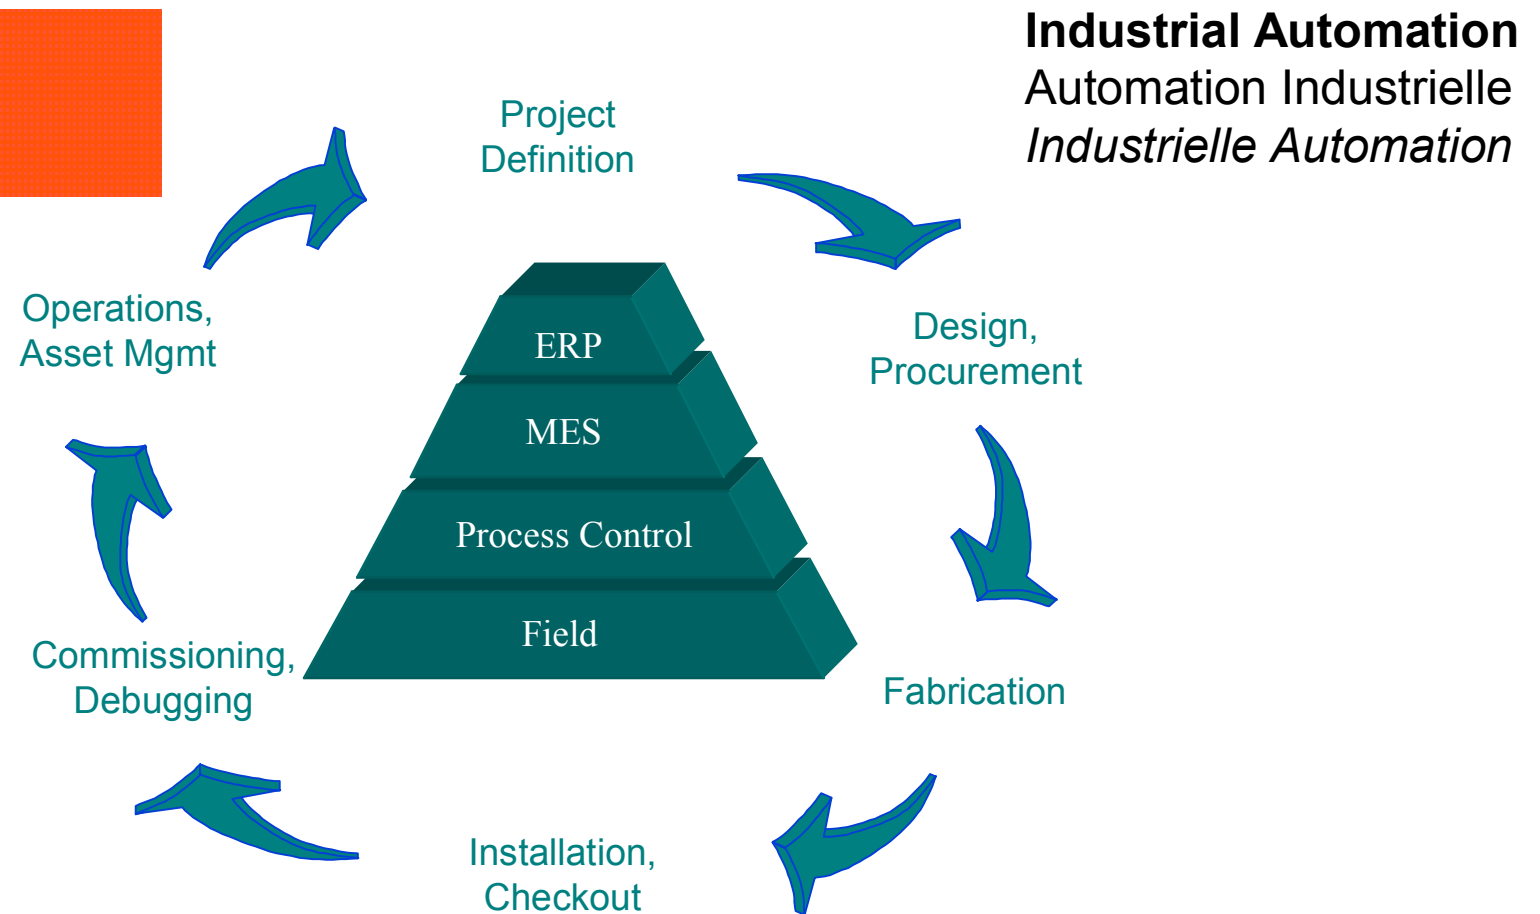 Industrial Automation
Automation Industrielle
Industrielle Automation
Project
Definition
Operations,
Asset Mgmt
Design,
Procurement
ERP
MES
Process Control
Field
Commissioning,
Debugging
Fabrication
Installation,
Checkout